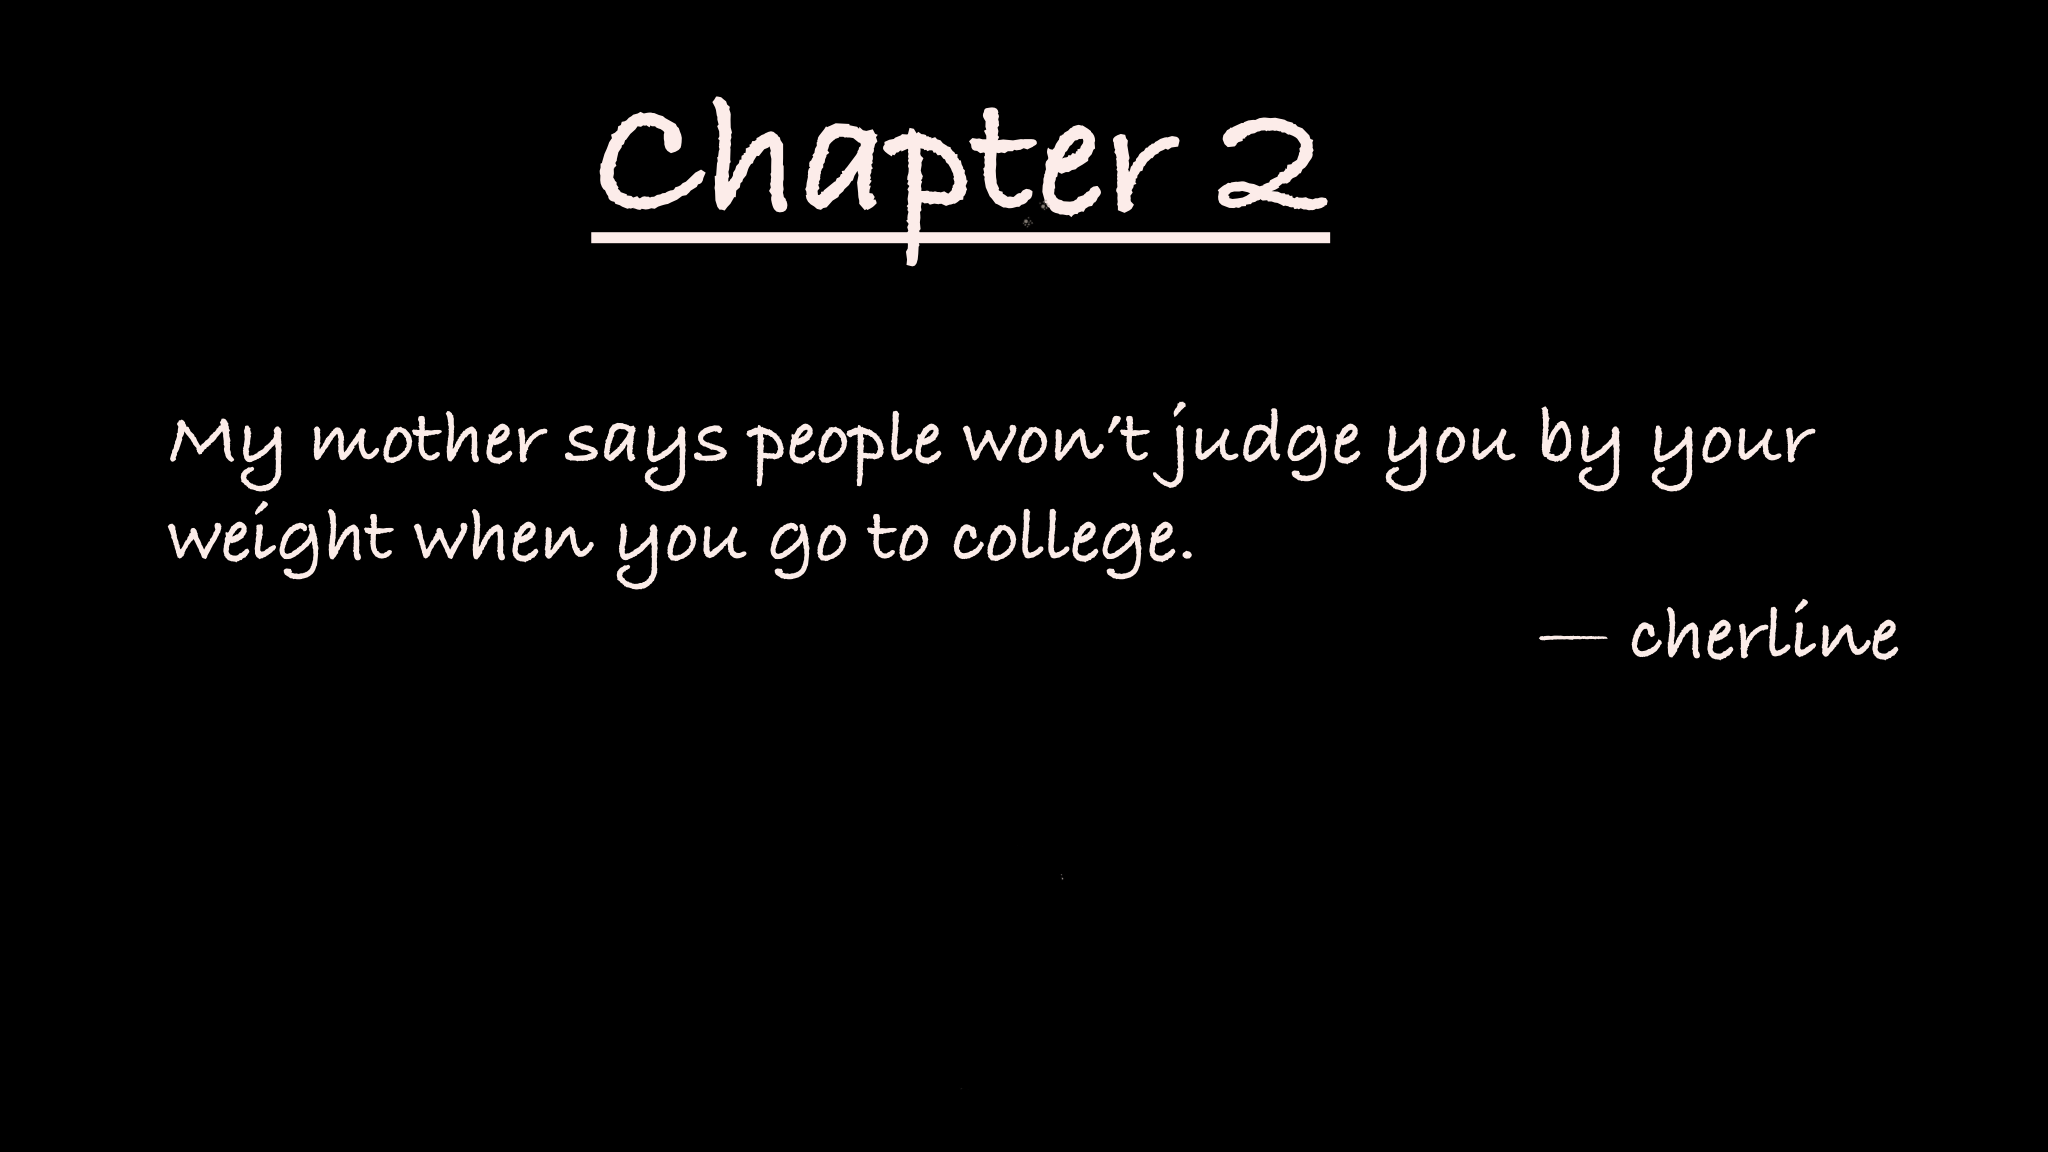 Chapter 2
My mother says people won't judge you by your
weight when you go to college.
— cherline